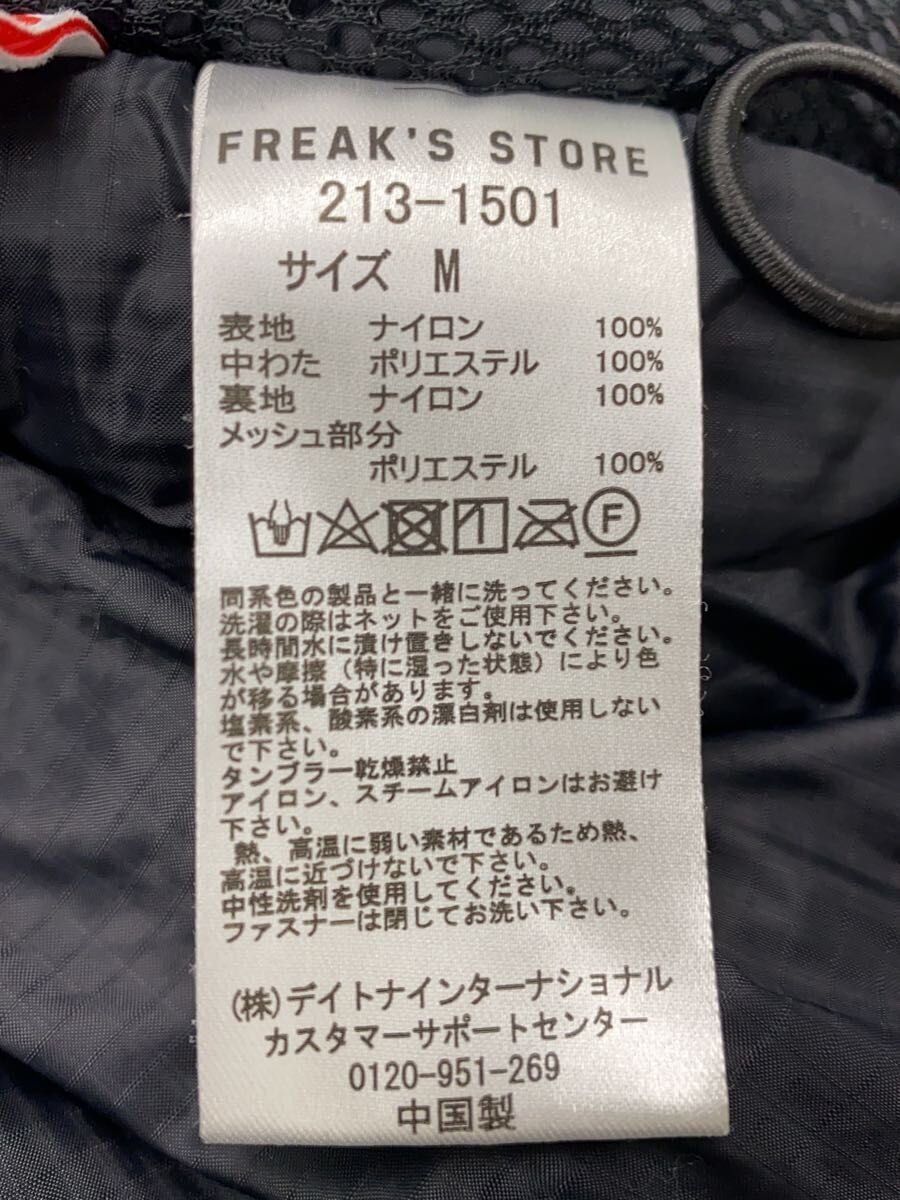 FREAK'S STORE
213-1501
サイズ M
表地 ナイロン 100%
中わた ポリエステル 100%
裏地 ナイロン 100%
メッシュ部分
ポリエステル 100%
F
同系色の製品と一緒に洗ってください。
洗濯の際はネットをご使用下さい。
長時間水に漬け置きしないでください。
水や摩擦(特に湿った状態)により色
が移る場合があります。
塩素系、酸素系の漂白剤は使用しない
で下さい。
タンブラー乾燥禁止
アイロン、スチームアイロンはお避け
下さい。
熱、高温に弱い素材であるため熱、
高温に近づけないで下さい。
中性洗剤を使用してください。
ファスナーは閉じてお洗い下さい。
(株)デイトナインターナショナル
カスタマーサポートセンター
0120-951-269
中国製